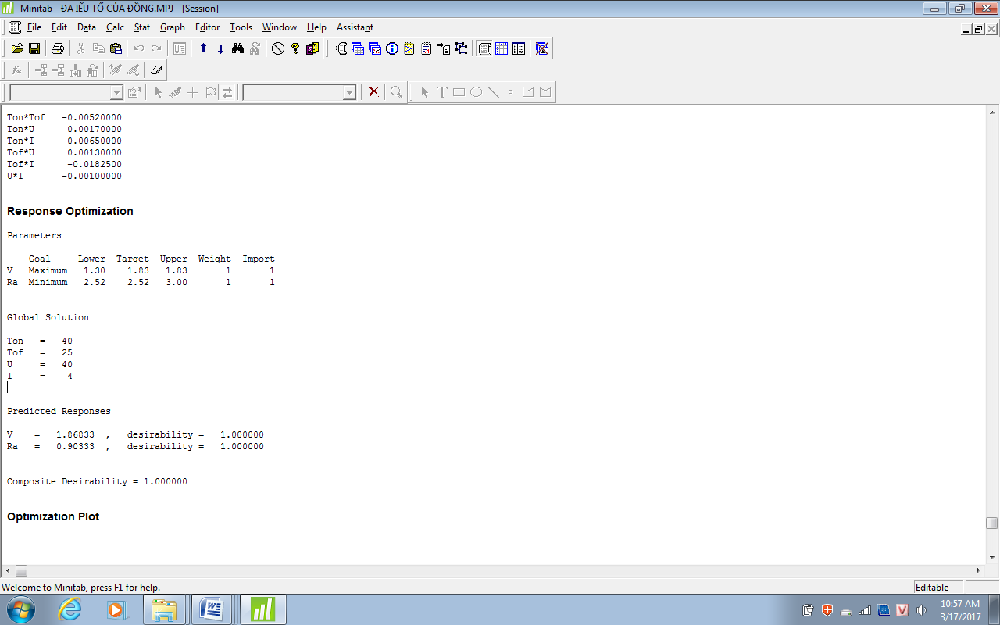 Minitab - ĐA IẾU TỐ CỦA ĐỒNG.MPJ - [Session]
File Edit Data Calc Stat Graph Editor Tools Window Help Assistant
Ton*Tof -0.00520000
Ton*U 0.00170000
Ton*I -0.00650000
Tof*U 0.00130000
Tof*I -0.0182500
U*I -0.00100000
Response Optimization
Parameters
Goal Lower Target Upper Weight Import
V Maximum 1.30 1.83 1.83 1 1
Ra Minimum 2.52 2.52 3.00 1 1
Global Solution
Ton = 40
Tof = 25
U = 40
I = 4
Predicted Responses
V = 1.86833 , desirability = 1.000000
Ra = 0.90333 , desirability = 1.000000
Composite Desirability = 1.000000
Optimization Plot
Welcome to Minitab, press F1 for help.
Editable
10:57 AM
3/17/2017